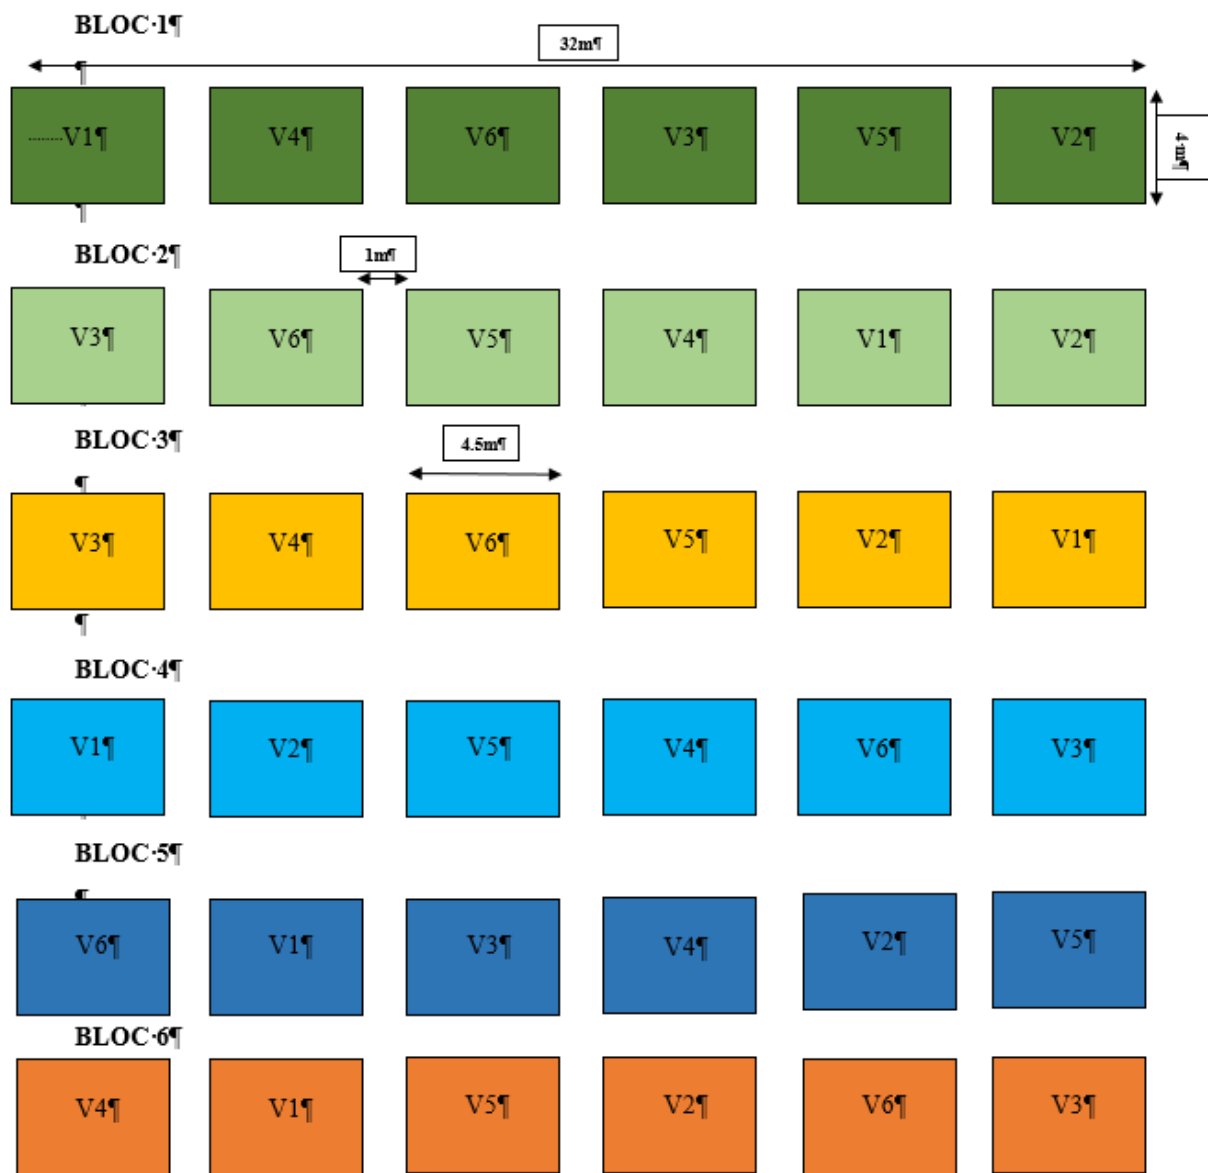 BLOC·1¶
32m¶
¶
V1¶ V4¶ V6¶ V3¶ V5¶ V2¶
4·m¶
¶
BLOC·2¶
1m¶
V3¶ V6¶ V5¶ V4¶ V1¶ V2¶
BLOC·3¶
4.5m¶
¶
V3¶ V4¶ V6¶ V5¶ V2¶ V1¶
¶
BLOC·4¶
V1¶ V2¶ V5¶ V4¶ V6¶ V3¶
BLOC·5¶
¶
V6¶ V1¶ V3¶ V4¶ V2¶ V5¶
BLOC·6¶
V4¶ V1¶ V5¶ V2¶ V6¶ V3¶